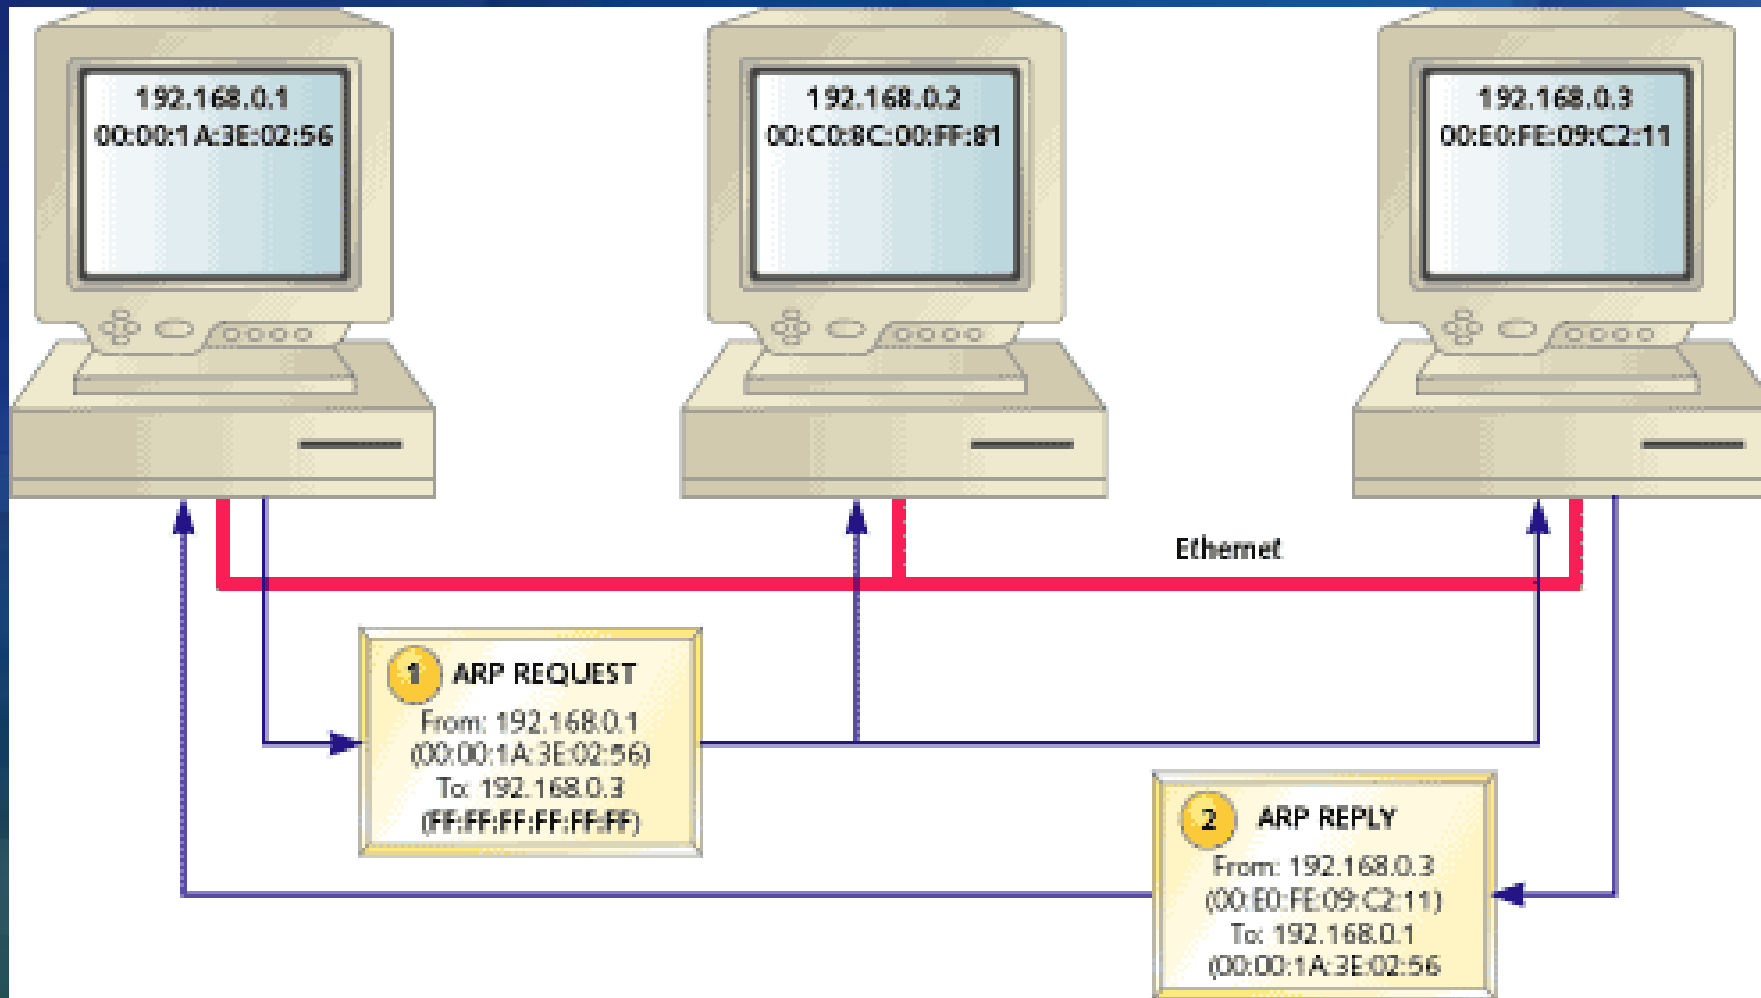 192.168.0.1
00:00:1A:3E:02:56
192.168.0.2
00:C0:8C:00:FF:81
192.168.0.3
00:E0:FE:09:C2:11
Ethernet
1 ARP REQUEST
From: 192.168.0.1
(00:00:1A:3E:02:56)
To: 192.168.0.3
(FF:FF:FF:FF:FF:FF)
2 ARP REPLY
From: 192.168.0.3
(00:E0:FE:09:C2:11)
To: 192.168.0.1
(00:00:1A:3E:02:56